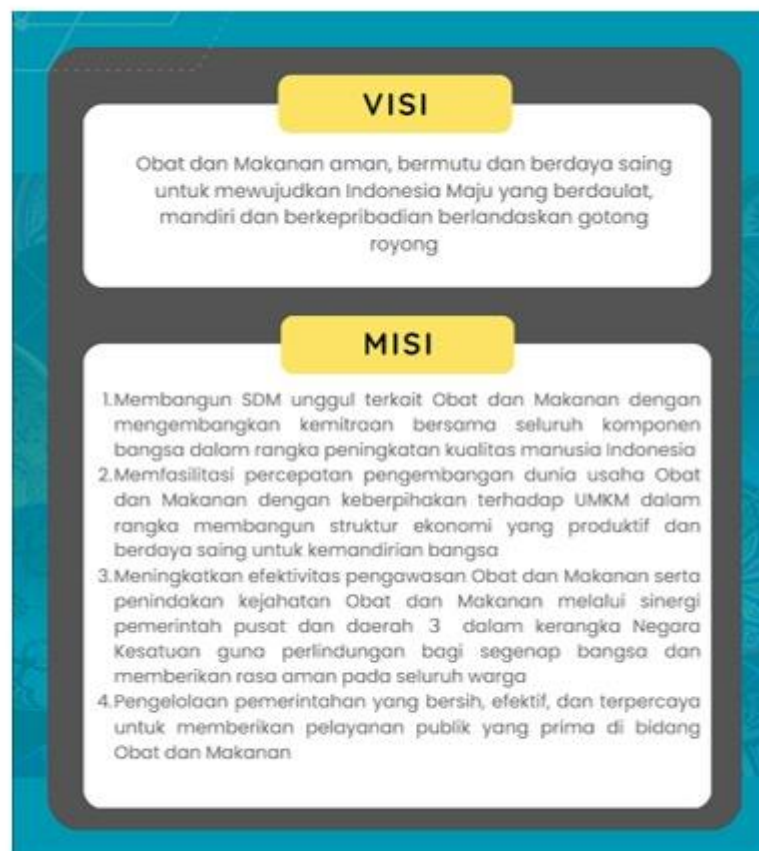 VISI
Obat dan Makanan aman, bermutu dan berdaya saing
untuk mewujudkan Indonesia Maju yang berdaulat,
mandiri dan berkepribadian berlandaskan gotong
royong
MISI
1.Membangun SDM unggul terkait Obat dan Makanan dengan
mengembangkan kemitraan bersama seluruh komponen
bangsa dalam rangka peningkatan kualitas manusia Indonesia
2.Memfasilitasi percepatan pengembangan dunia usaha Obat
dan Makanan dengan keberpihakan terhadap UMKM dalam
rangka membangun struktur ekonomi yang produktif dan
berdaya saing untuk kemandirian bangsa
3.Meningkatkan efektivitas pengawasan Obat dan Makanan serta
penindakan kejahatan Obat dan Makanan melalui sinergi
pemerintah pusat dan daerah 3 dalam kerangka Negara
Kesatuan guna perlindungan bagi segenap bangsa dan
memberikan rasa aman pada seluruh warga
4.Pengelolaan pemerintahan yang bersih, efektif, dan terpercaya
untuk memberikan pelayanan publik yang prima di bidang
Obat dan Makanan